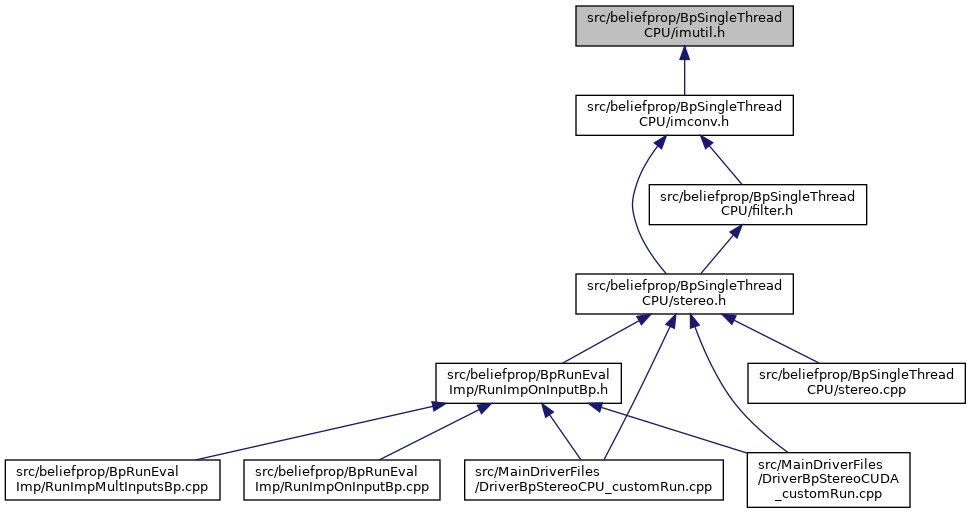 src/beliefprop/BpSingleThread
CPU/imutil.h
src/beliefprop/BpSingleThread
CPU/imconv.h
src/beliefprop/BpSingleThread
CPU/filter.h
src/beliefprop/BpSingleThread
CPU/stereo.h
src/beliefprop/BpRunEval
Imp/RunImpOnInputBp.h
src/beliefprop/BpSingleThread
CPU/stereo.cpp
src/beliefprop/BpRunEval
Imp/RunImpMultInputsBp.cpp
src/beliefprop/BpRunEval
Imp/RunImpOnInputBp.cpp
src/MainDriverFiles
/DriverBpStereoCPU_customRun.cpp
src/MainDriverFiles
/DriverBpStereoCUDA
_customRun.cpp